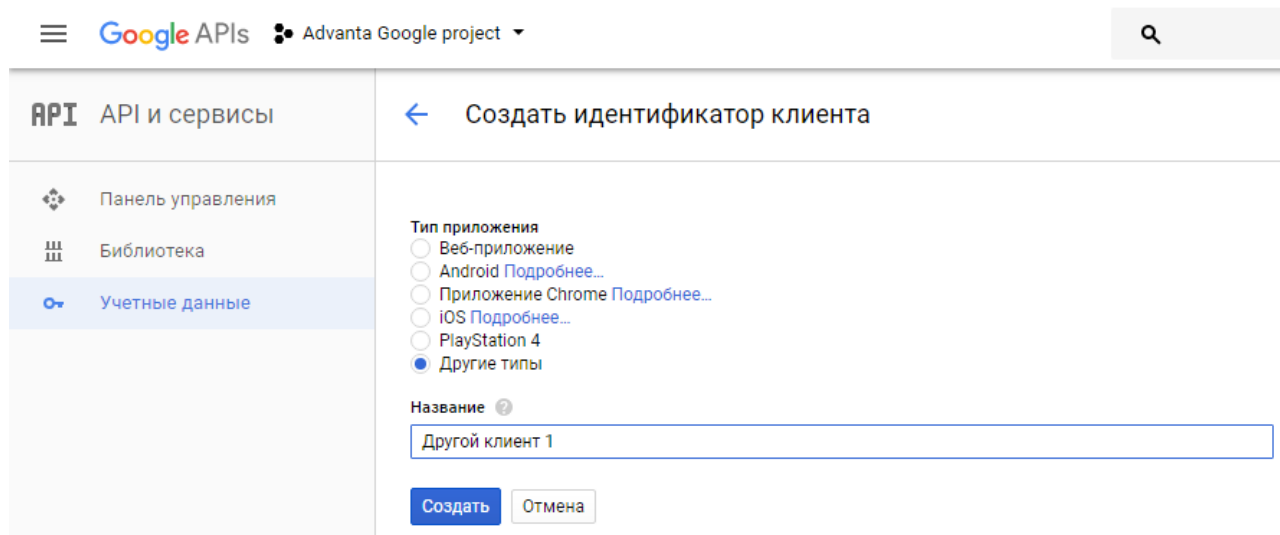 Google APIs Advanta Google project
API API и сервисы
Создать идентификатор клиента
Панель управления
Библиотека
Учетные данные
Тип приложения
Веб-приложение
Android Подробнее...
Приложение Chrome Подробнее...
iOS Подробнее...
PlayStation 4
Другие типы
Название ?
Другой клиент 1
Создать Отмена